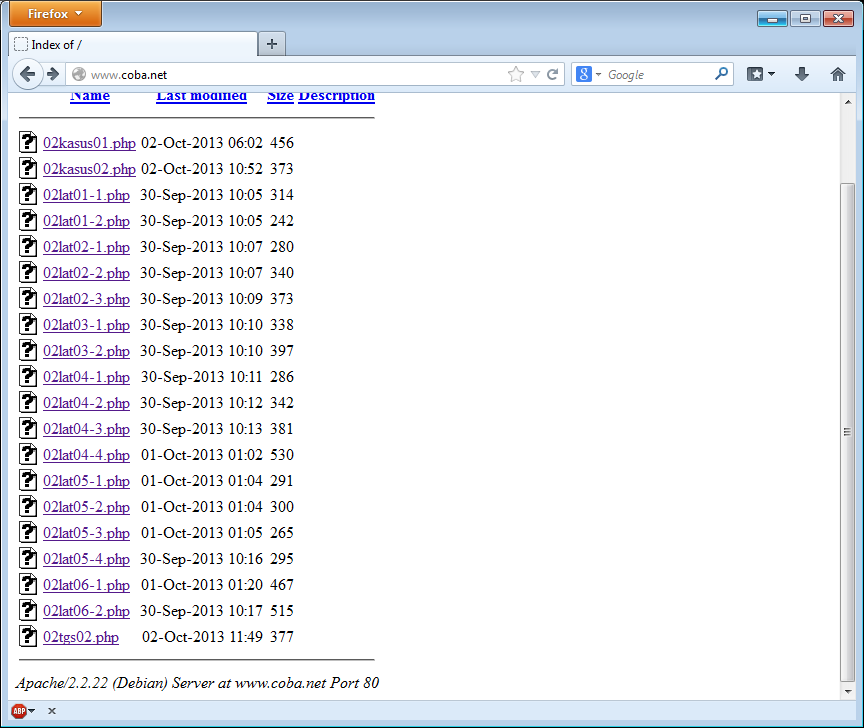 Firefox
Index of /
www.coba.net
8 Google
Name Last modified Size Description
02kasus01.php 02-Oct-2013 06:02 456
02kasus02.php 02-Oct-2013 10:52 373
02lat01-1.php 30-Sep-2013 10:05 314
02lat01-2.php 30-Sep-2013 10:05 242
02lat02-1.php 30-Sep-2013 10:07 280
02lat02-2.php 30-Sep-2013 10:07 340
02lat02-3.php 30-Sep-2013 10:09 373
02lat03-1.php 30-Sep-2013 10:10 338
02lat03-2.php 30-Sep-2013 10:10 397
02lat04-1.php 30-Sep-2013 10:11 286
02lat04-2.php 30-Sep-2013 10:12 342
02lat04-3.php 30-Sep-2013 10:13 381
02lat04-4.php 01-Oct-2013 01:02 530
02lat05-1.php 01-Oct-2013 01:04 291
02lat05-2.php 01-Oct-2013 01:04 300
02lat05-3.php 01-Oct-2013 01:05 265
02lat05-4.php 30-Sep-2013 10:16 295
02lat06-1.php 01-Oct-2013 01:20 467
02lat06-2.php 30-Sep-2013 10:17 515
02tgs02.php 02-Oct-2013 11:49 377
Apache/2.2.22 (Debian) Server at www.coba.net Port 80
ABP